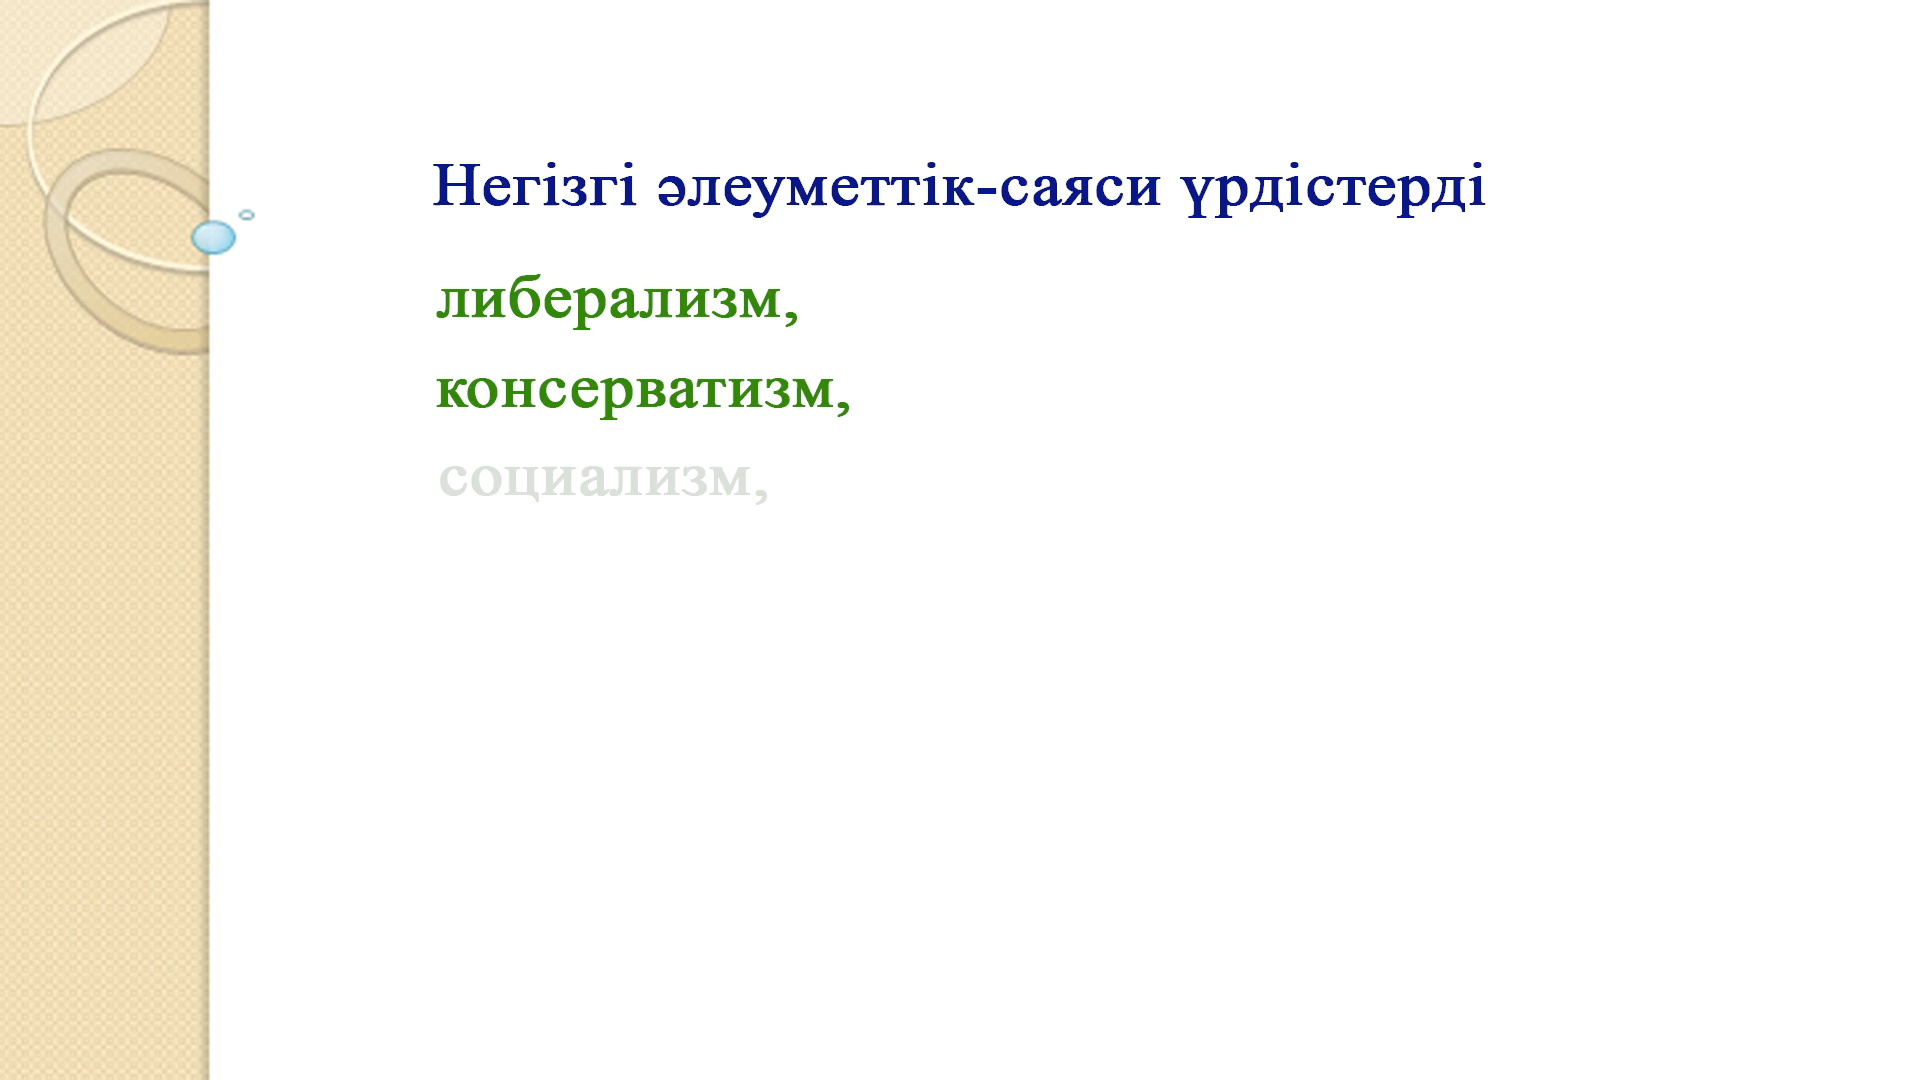 Негізгі әлеуметтік-саяси үрдістерді
либерализм,
консерватизм,
социализм,